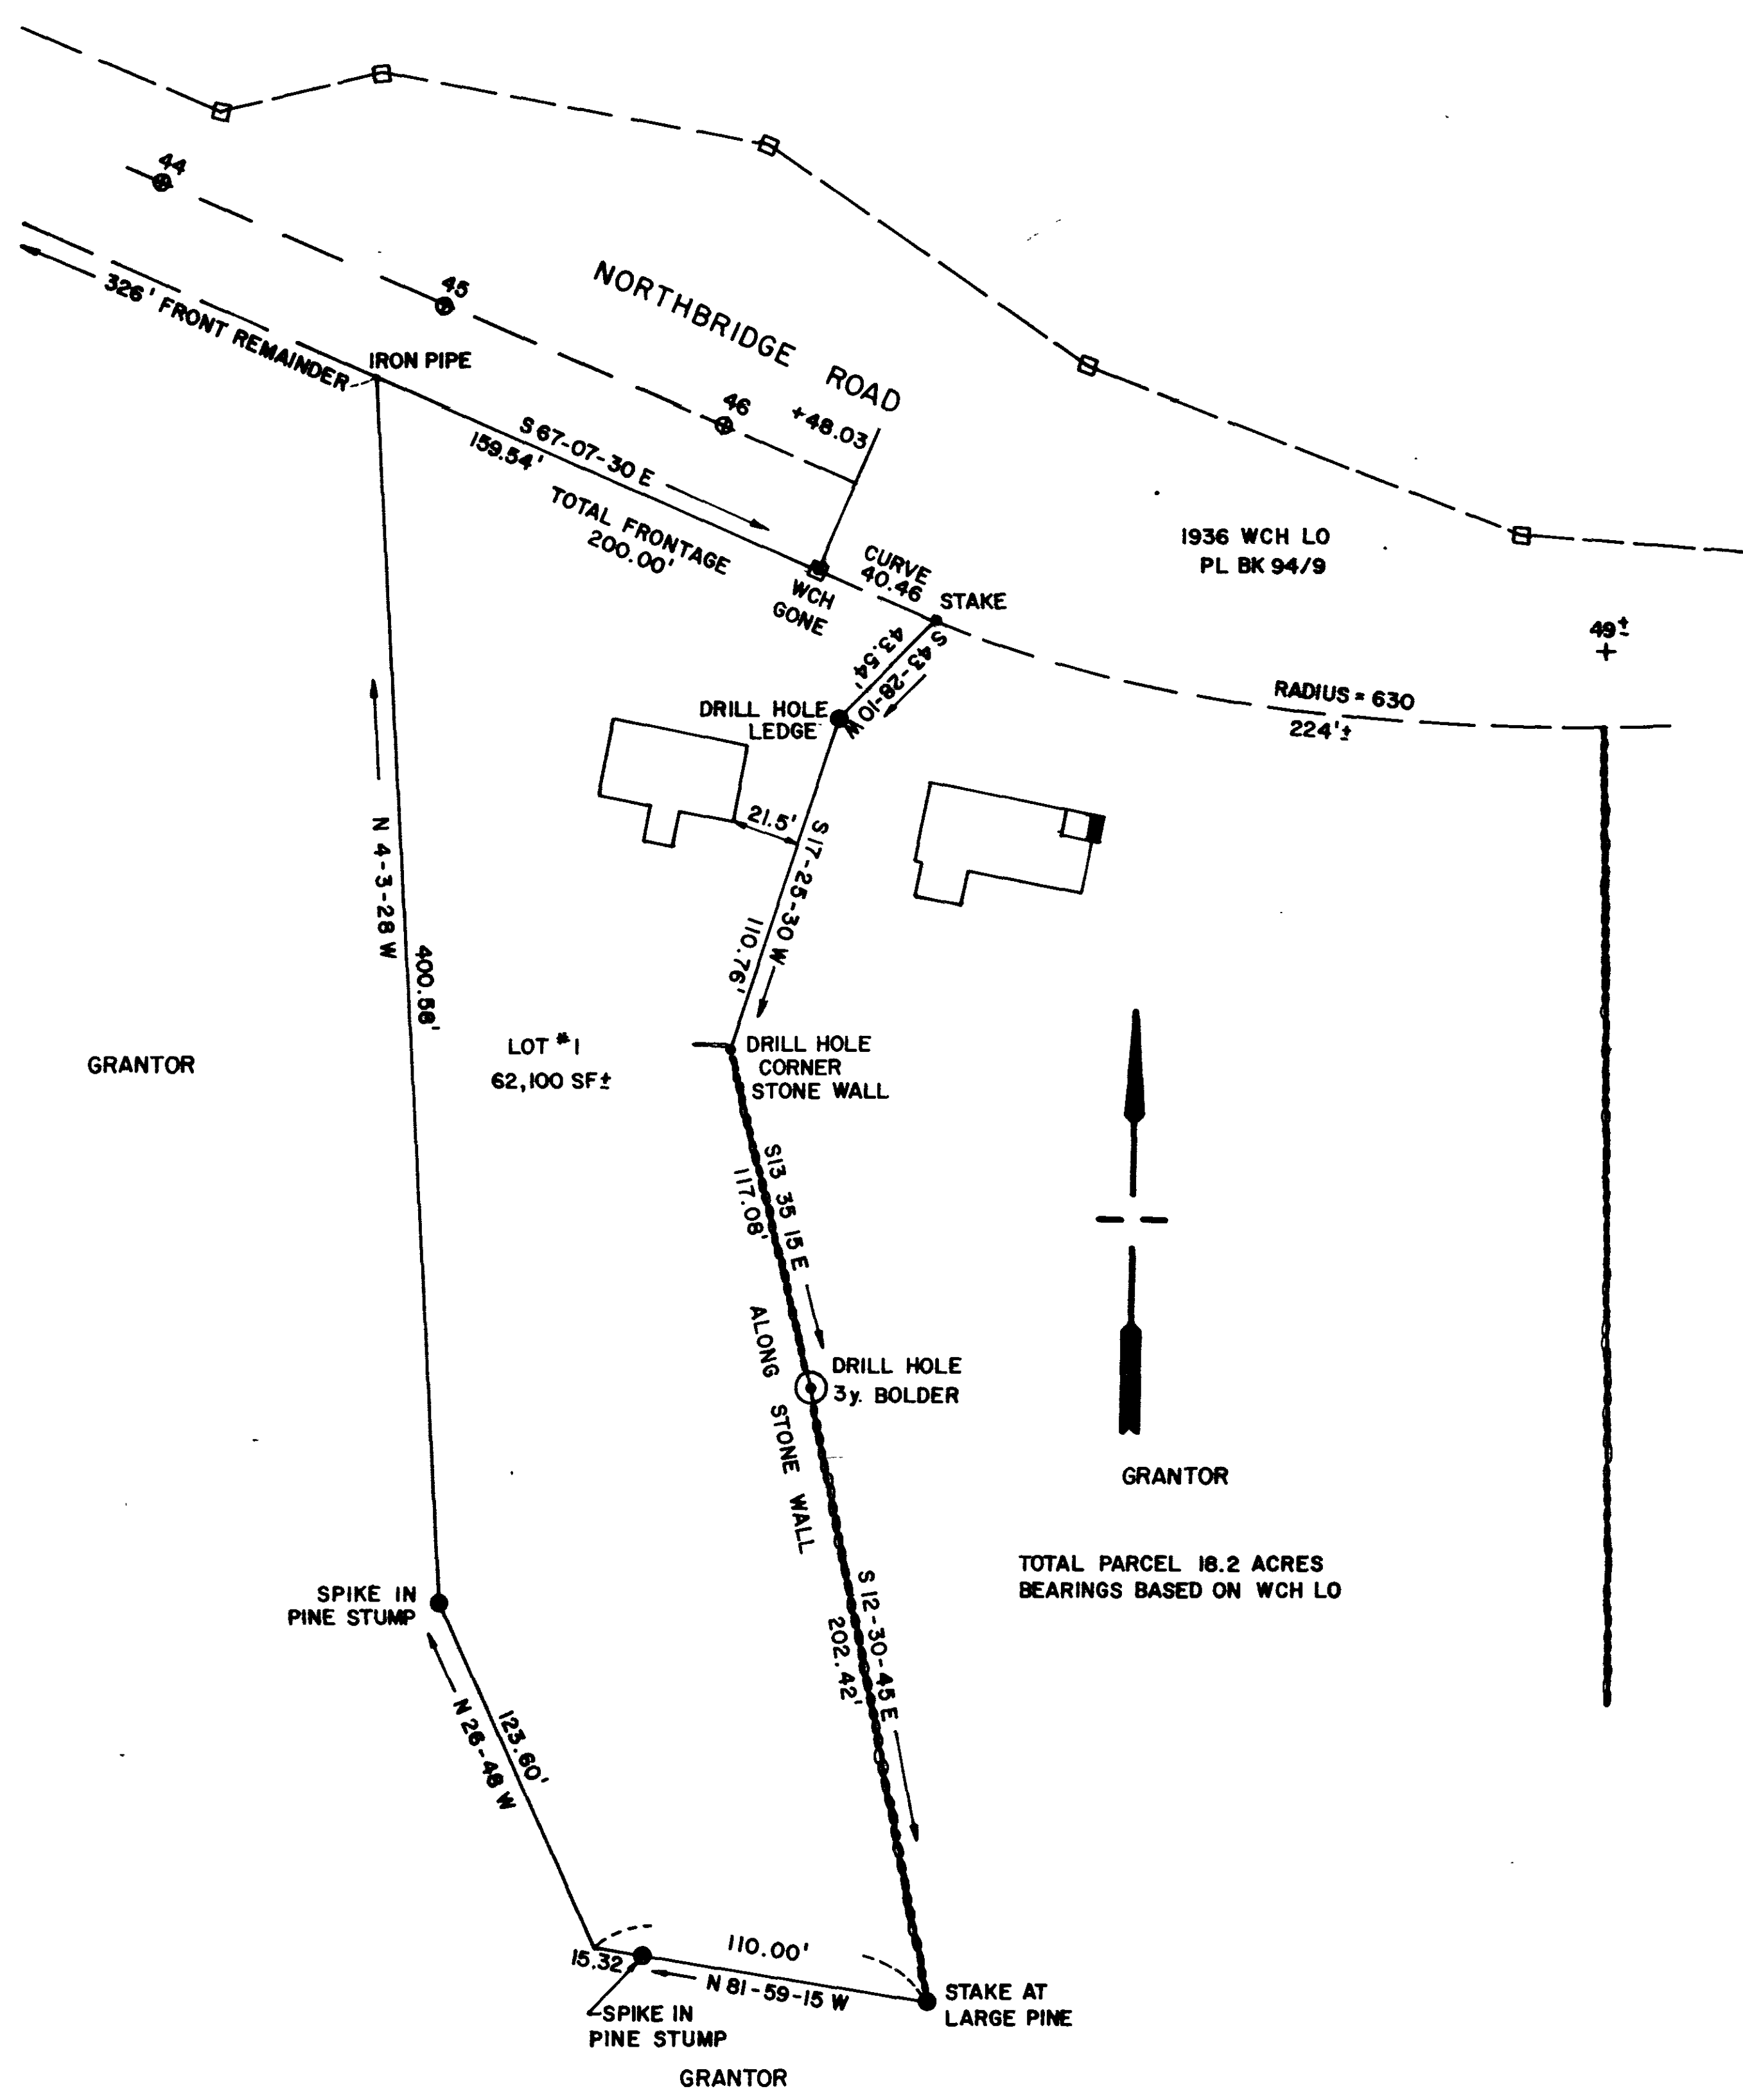 44
45
46
+48.03
NORTHBRIDGE ROAD
326' FRONT REMAINDER
IRON PIPE
S 67-07-30 E
159.54'
TOTAL FRONTAGE
200.00'
WCH
GONE
CURVE
40.46
STAKE
1936 WCH LO
PL BK 94/9
49±
RADIUS = 630
224'±
S 43-28-10 W
43.54'
DRILL HOLE
LEDGE
21.5'
S 17-25-30 W
110.76'
N 4-3-28 W
400.58'
GRANTOR
LOT #1
62,100 SF±
DRILL HOLE
CORNER
STONE WALL
S13 35 15 E
117.08'
ALONG STONE WALL
DRILL HOLE
3y. BOLDER
GRANTOR
TOTAL PARCEL 18.2 ACRES
BEARINGS BASED ON WCH LO
S 12-30-45 E
202.42'
SPIKE IN
PINE STUMP
123.60'
N 26-48 W
15.32
110.00'
N 81-59-15 W
STAKE AT
LARGE PINE
SPIKE IN
PINE STUMP
GRANTOR